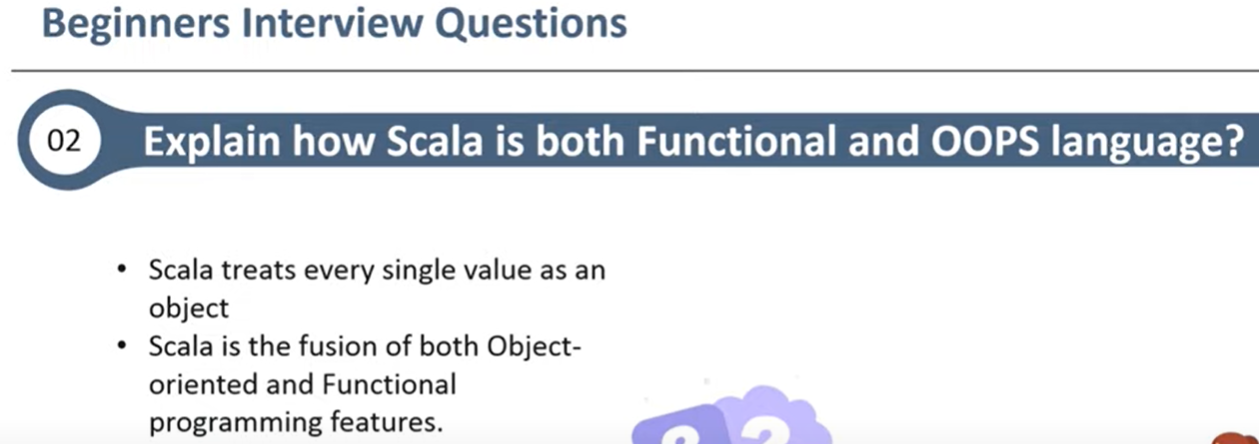 Beginners Interview Questions
02
Explain how Scala is both Functional and OOPS language?
• Scala treats every single value as an
object
• Scala is the fusion of both Object-
oriented and Functional
programming features.
? ?